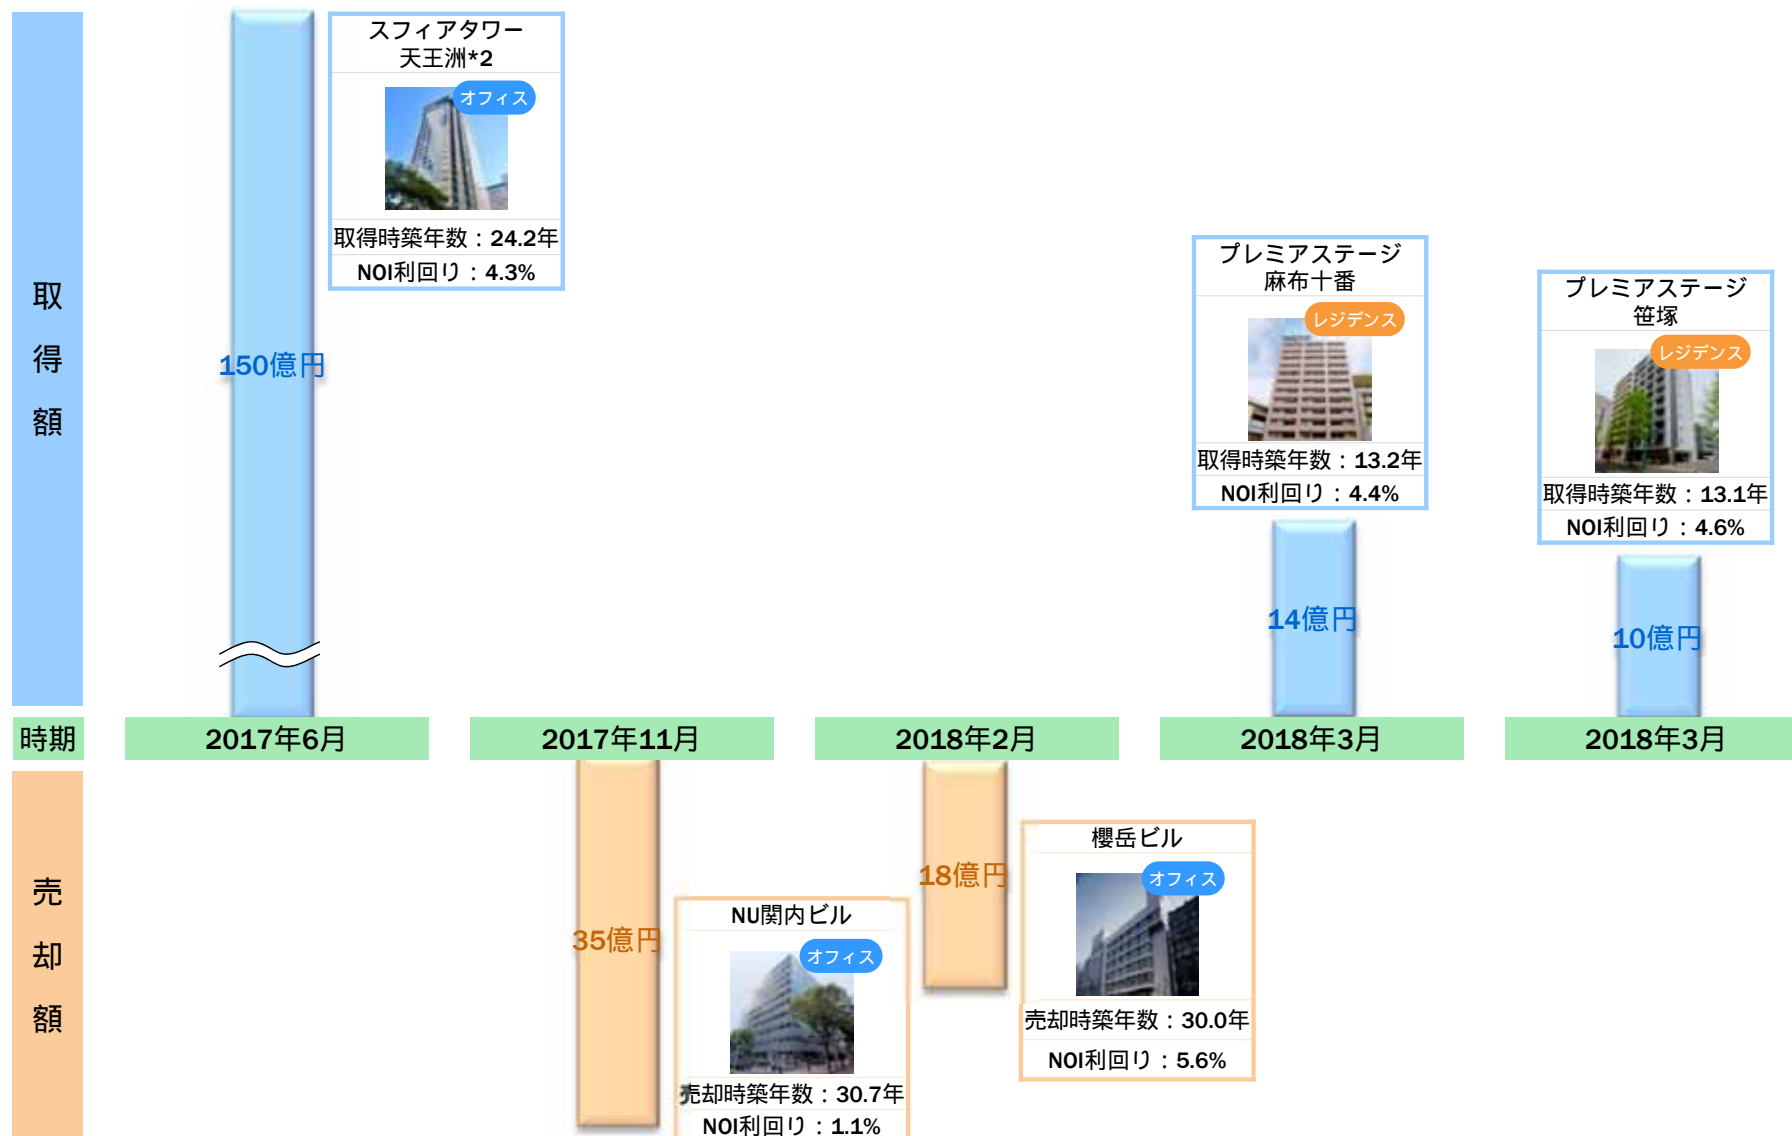 取得額
スフィアタワー
天王洲*2
オフィス
取得時築年数：24.2年
NOI利回り：4.3%
150億円
プレミアステージ
麻布十番
レジデンス
取得時築年数：13.2年
NOI利回り：4.4%
14億円
プレミアステージ
笹塚
レジデンス
取得時築年数：13.1年
NOI利回り：4.6%
10億円
時期
2017年6月
2017年11月
2018年2月
2018年3月
2018年3月
売却額
35億円
NU関内ビル
オフィス
売却時築年数：30.7年
NOI利回り：1.1%
18億円
櫻岳ビル
オフィス
売却時築年数：30.0年
NOI利回り：5.6%